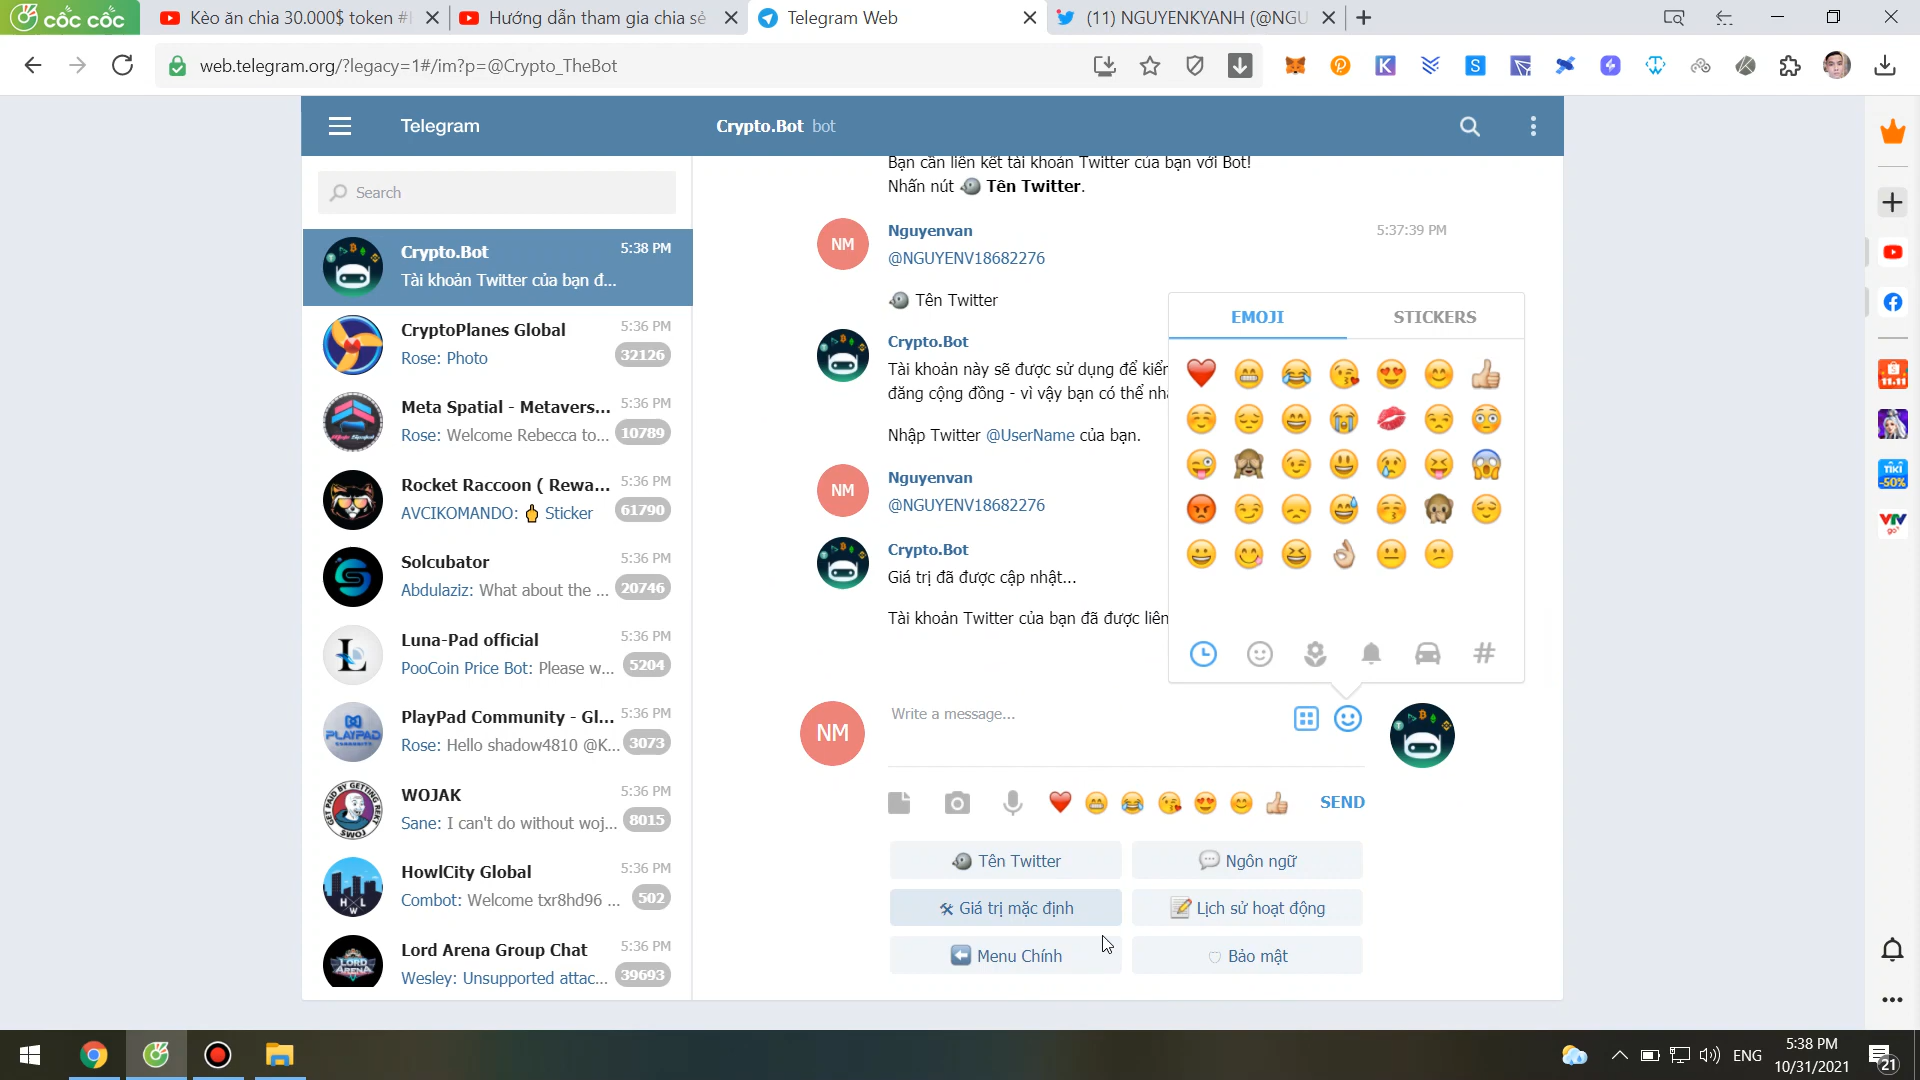 cốc cốc
Kèo ăn chia 30.000$ token #
Hướng dẫn tham gia chia sẻ
Telegram Web
(11) NGUYENKYANH (@NGU
web.telegram.org/?legacy=1#/im?p=@Crypto_TheBot
Telegram
Crypto.Bot bot
Search
Crypto.Bot
5:38 PM
Tài khoản Twitter của bạn đ...
CryptoPlanes Global
5:36 PM
Rose: Photo
32126
Meta Spatial - Metavers...
5:36 PM
Rose: Welcome Rebecca to...
10789
Rocket Raccoon ( Rewa...
5:36 PM
AVCIKOMANDO: 🖕 Sticker
61790
Solcubator
5:36 PM
Abdulaziz: What about the ...
20746
Luna-Pad official
5:36 PM
PooCoin Price Bot: Please w...
5204
PlayPad Community - Gl...
5:36 PM
Rose: Hello shadow4810 @K...
3073
WOJAK
5:36 PM
Sane: I can't do without woj...
8015
HowlCity Global
5:36 PM
Combot: Welcome txr8hd96 ...
502
Lord Arena Group Chat
5:36 PM
Wesley: Unsupported attac...
39693
Bạn cần liên kết tài khoản Twitter của bạn với Bot!
Nhấn nút 🐦 Tên Twitter.
NM
Nguyenvan
5:37:39 PM
@NGUYENV18682276
🐦 Tên Twitter
Crypto.Bot
Tài khoản này sẽ được sử dụng để kiểm
đăng cộng đồng - vì vậy bạn có thể nhậ
Nhập Twitter @UserName của bạn.
NM
Nguyenvan
@NGUYENV18682276
Crypto.Bot
Giá trị đã được cập nhật...
Tài khoản Twitter của bạn đã được liên
EMOJI
STICKERS
NM
Write a message...
SEND
🐦 Tên Twitter
💬 Ngôn ngữ
🛠 Giá trị mặc định
📝 Lịch sử hoạt động
⬅️ Menu Chính
Bảo mật
11.11
TIKI
-50%
VTV
go
ENG
5:38 PM
10/31/2021
21